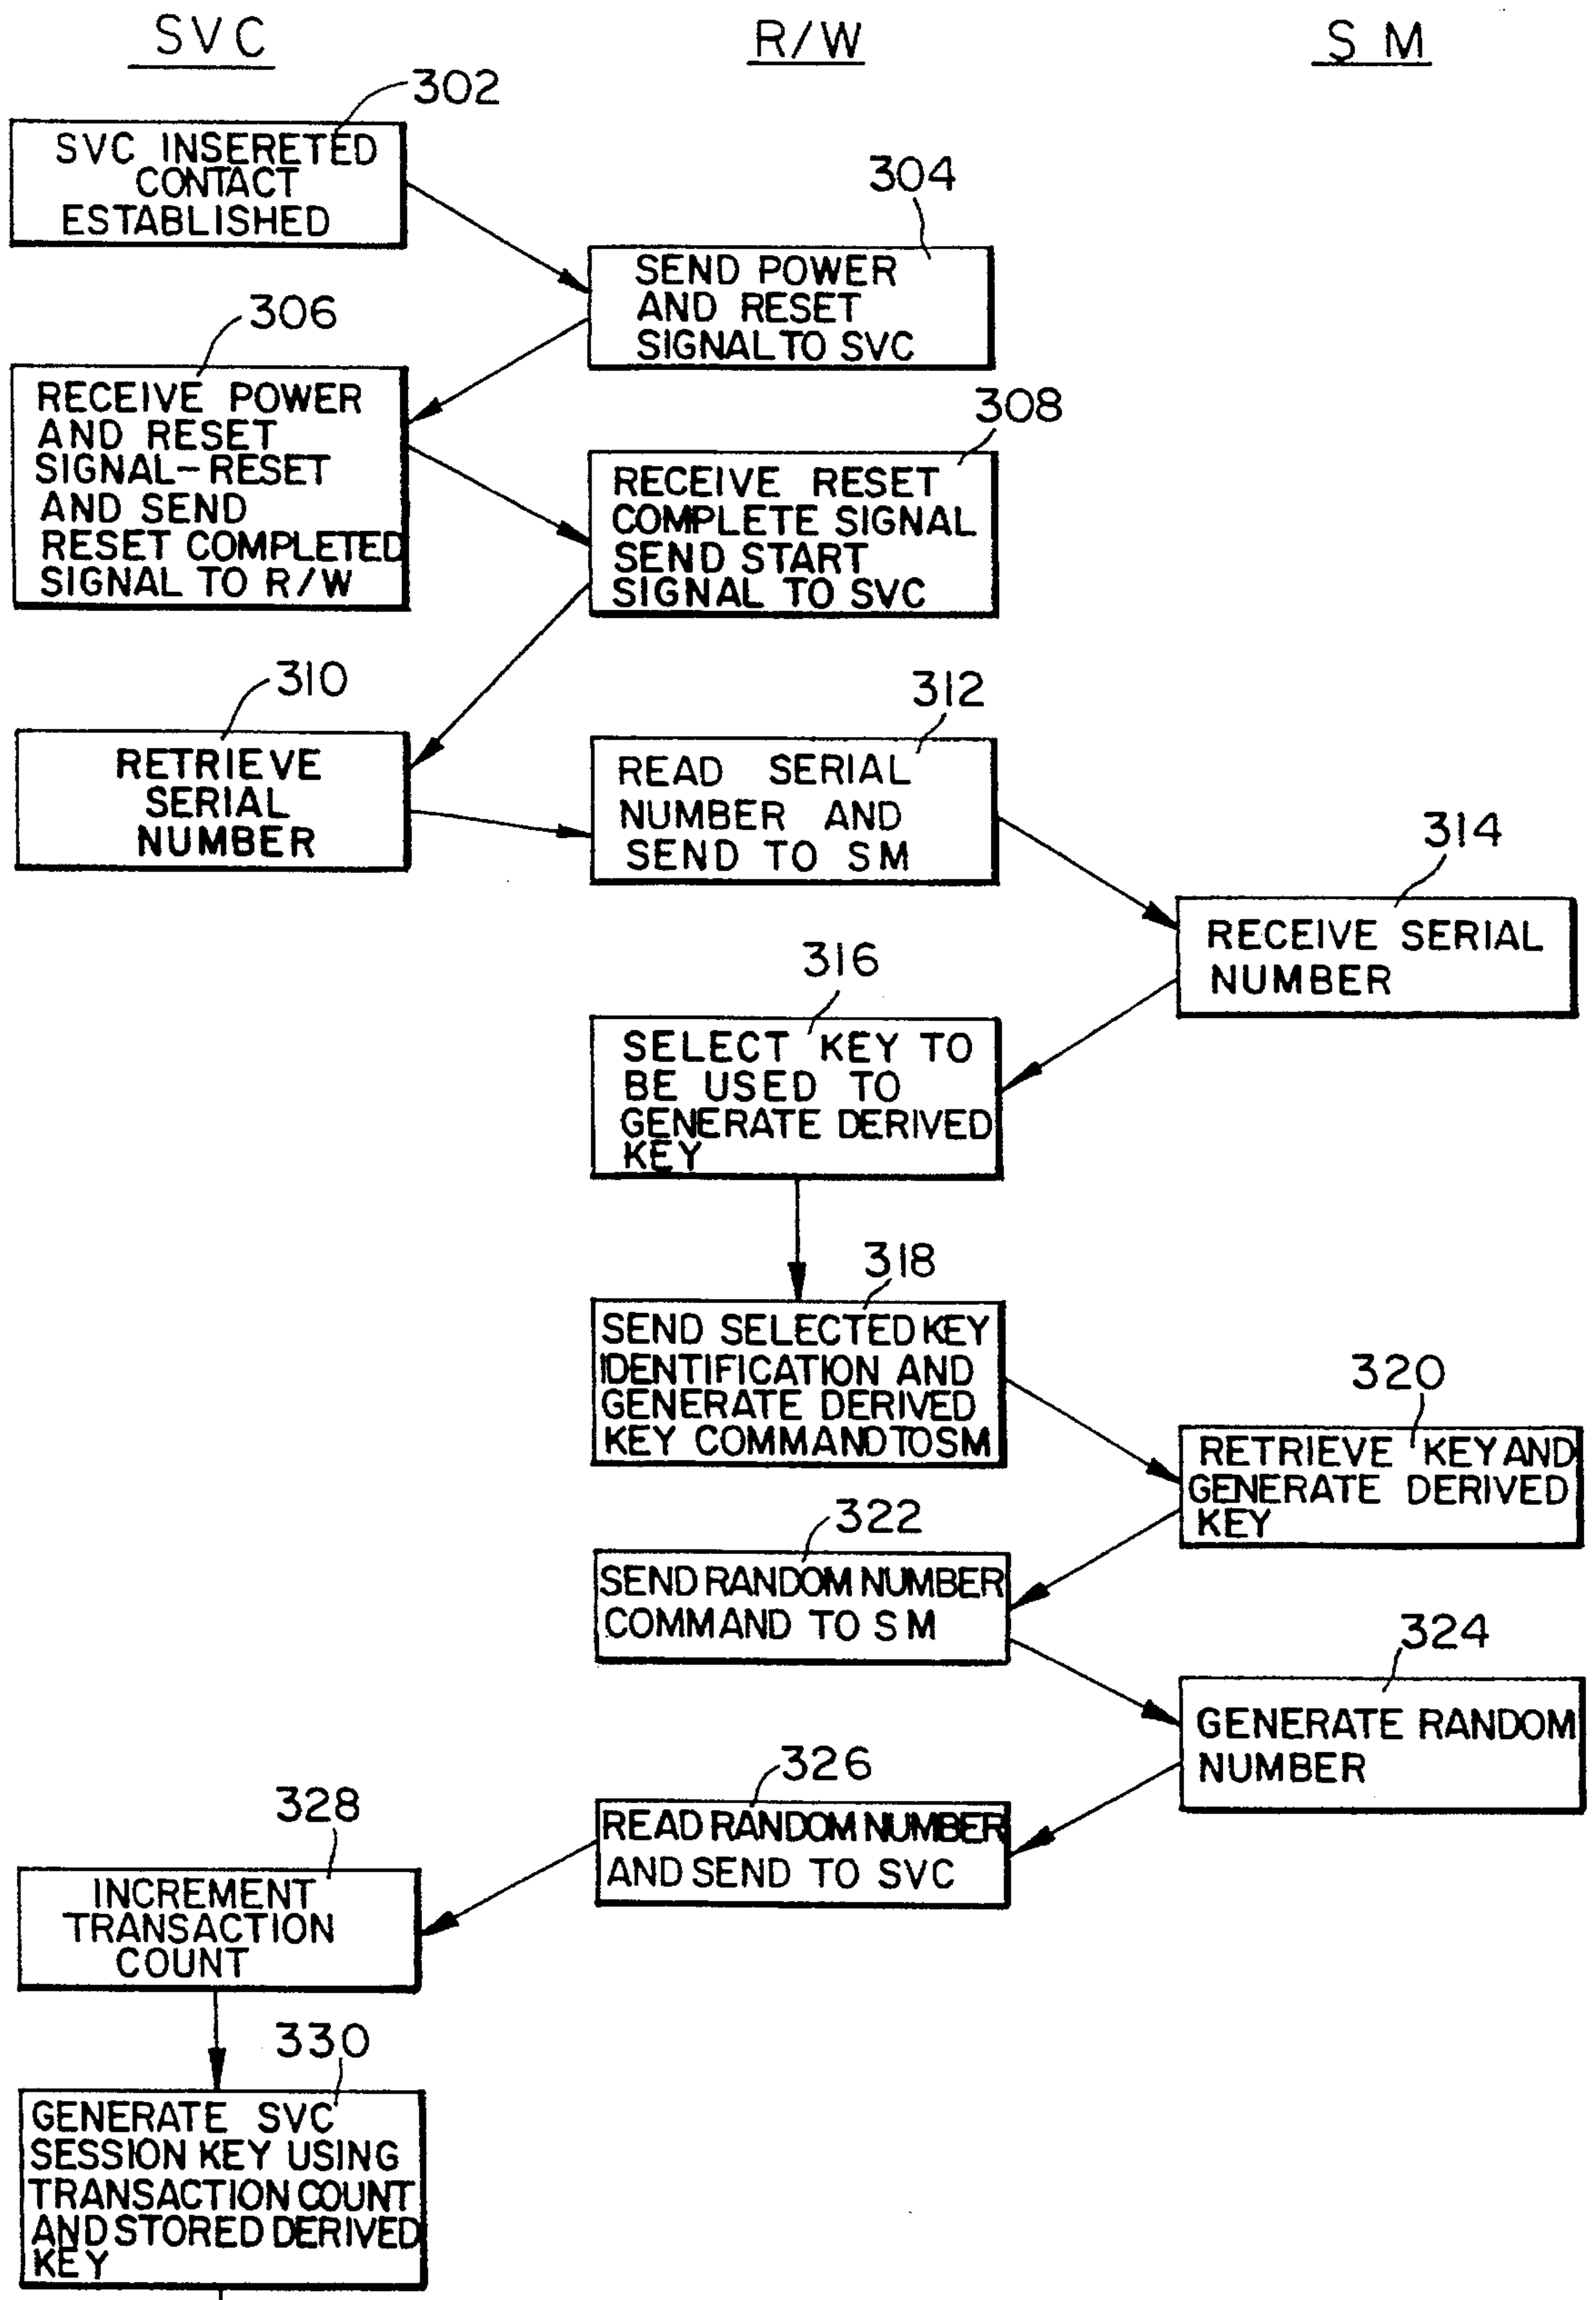 SVC
R/W
SM
302
SVC INSERETED
CONTACT
ESTABLISHED
304
SEND POWER
AND RESET
SIGNAL TO SVC
306
RECEIVE POWER
AND RESET
SIGNAL-RESET
AND SEND
RESET COMPLETED
SIGNAL TO R/W
308
RECEIVE RESET
COMPLETE SIGNAL
SEND START
SIGNAL TO SVC
310
RETRIEVE
SERIAL
NUMBER
312
READ SERIAL
NUMBER AND
SEND TO SM
314
RECEIVE SERIAL
NUMBER
316
SELECT KEY TO
BE USED TO
GENERATE DERIVED
KEY
318
SEND SELECTED KEY
IDENTIFICATION AND
GENERATE DERIVED
KEY COMMAND TO SM
320
RETRIEVE KEY AND
GENERATE DERIVED
KEY
322
SEND RANDOM NUMBER
COMMAND TO SM
324
GENERATE RANDOM
NUMBER
326
READ RANDOM NUMBER
AND SEND TO SVC
328
INCREMENT
TRANSACTION
COUNT
330
GENERATE SVC
SESSION KEY USING
TRANSACTION COUNT
AND STORED DERIVED
KEY